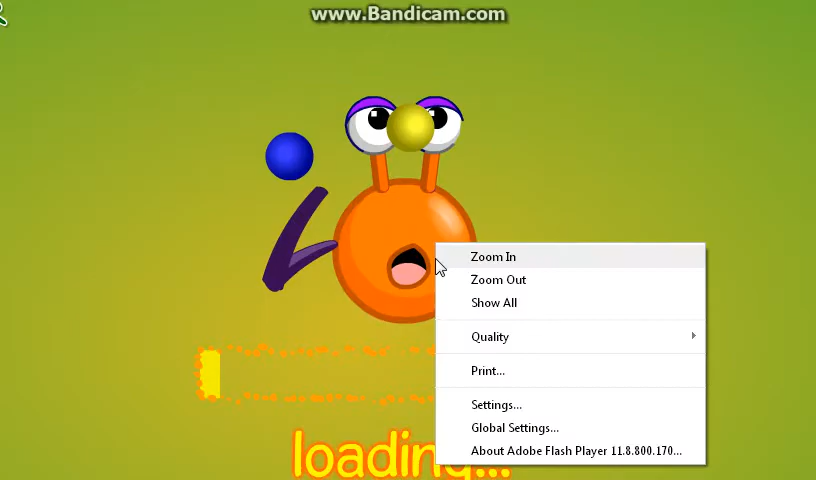 www.Bandicam.com
Zoom In
Zoom Out
Show All
Quality
Print...
Settings...
Global Settings...
About Adobe Flash Player 11.8.800.170...
loading...